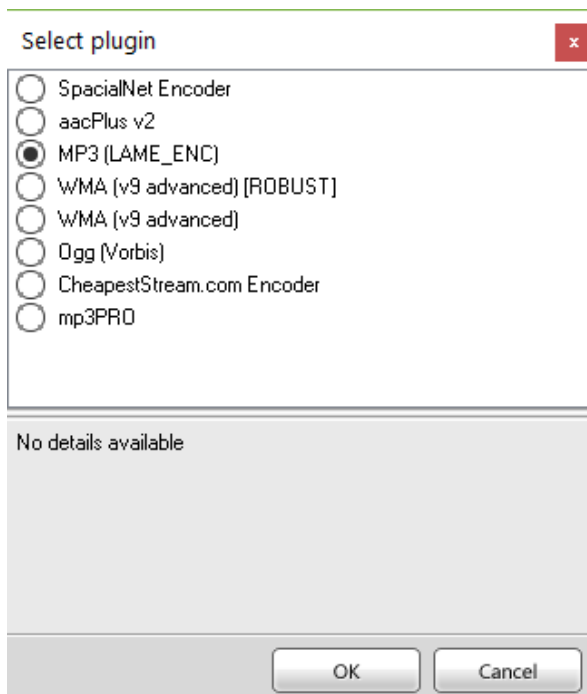 Select plugin
x
SpacialNet Encoder
aacPlus v2
MP3 (LAME_ENC)
WMA (v9 advanced) [ROBUST]
WMA (v9 advanced)
Ogg (Vorbis)
CheapestStream.com Encoder
mp3PRO
No details available
OK Cancel